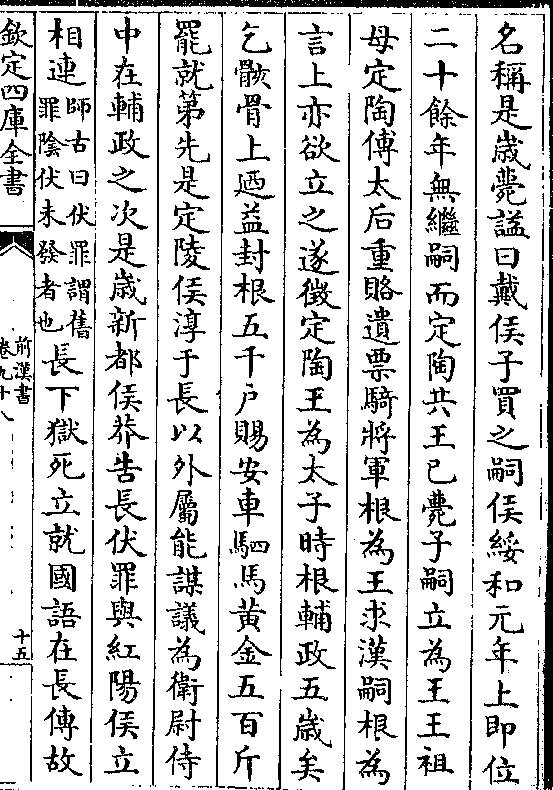 名稱是歲薨諡曰戴侯子買之嗣侯綏和元年上即位
二十餘年無繼嗣而定陶共王已薨子嗣立為王王祖
母定陶傅太后重賂遺票騎將軍根為王求漢嗣根為
言上亦欲立之遂徵定陶王為太子時根輔政五歲矣
乞骸骨上迺益封根五千户賜安車駟馬黃金五百斤
罷就第先是定陵侯淳于長以外屬能謀議為衛尉侍
中在輔政之次是歲新都侯莽告長伏罪與紅陽侯立
相連師古曰伏罪謂舊
罪陰伏未發者也長下獄死立就國語在長傳故
欽定四庫全書
前漢書
卷九十八
十五